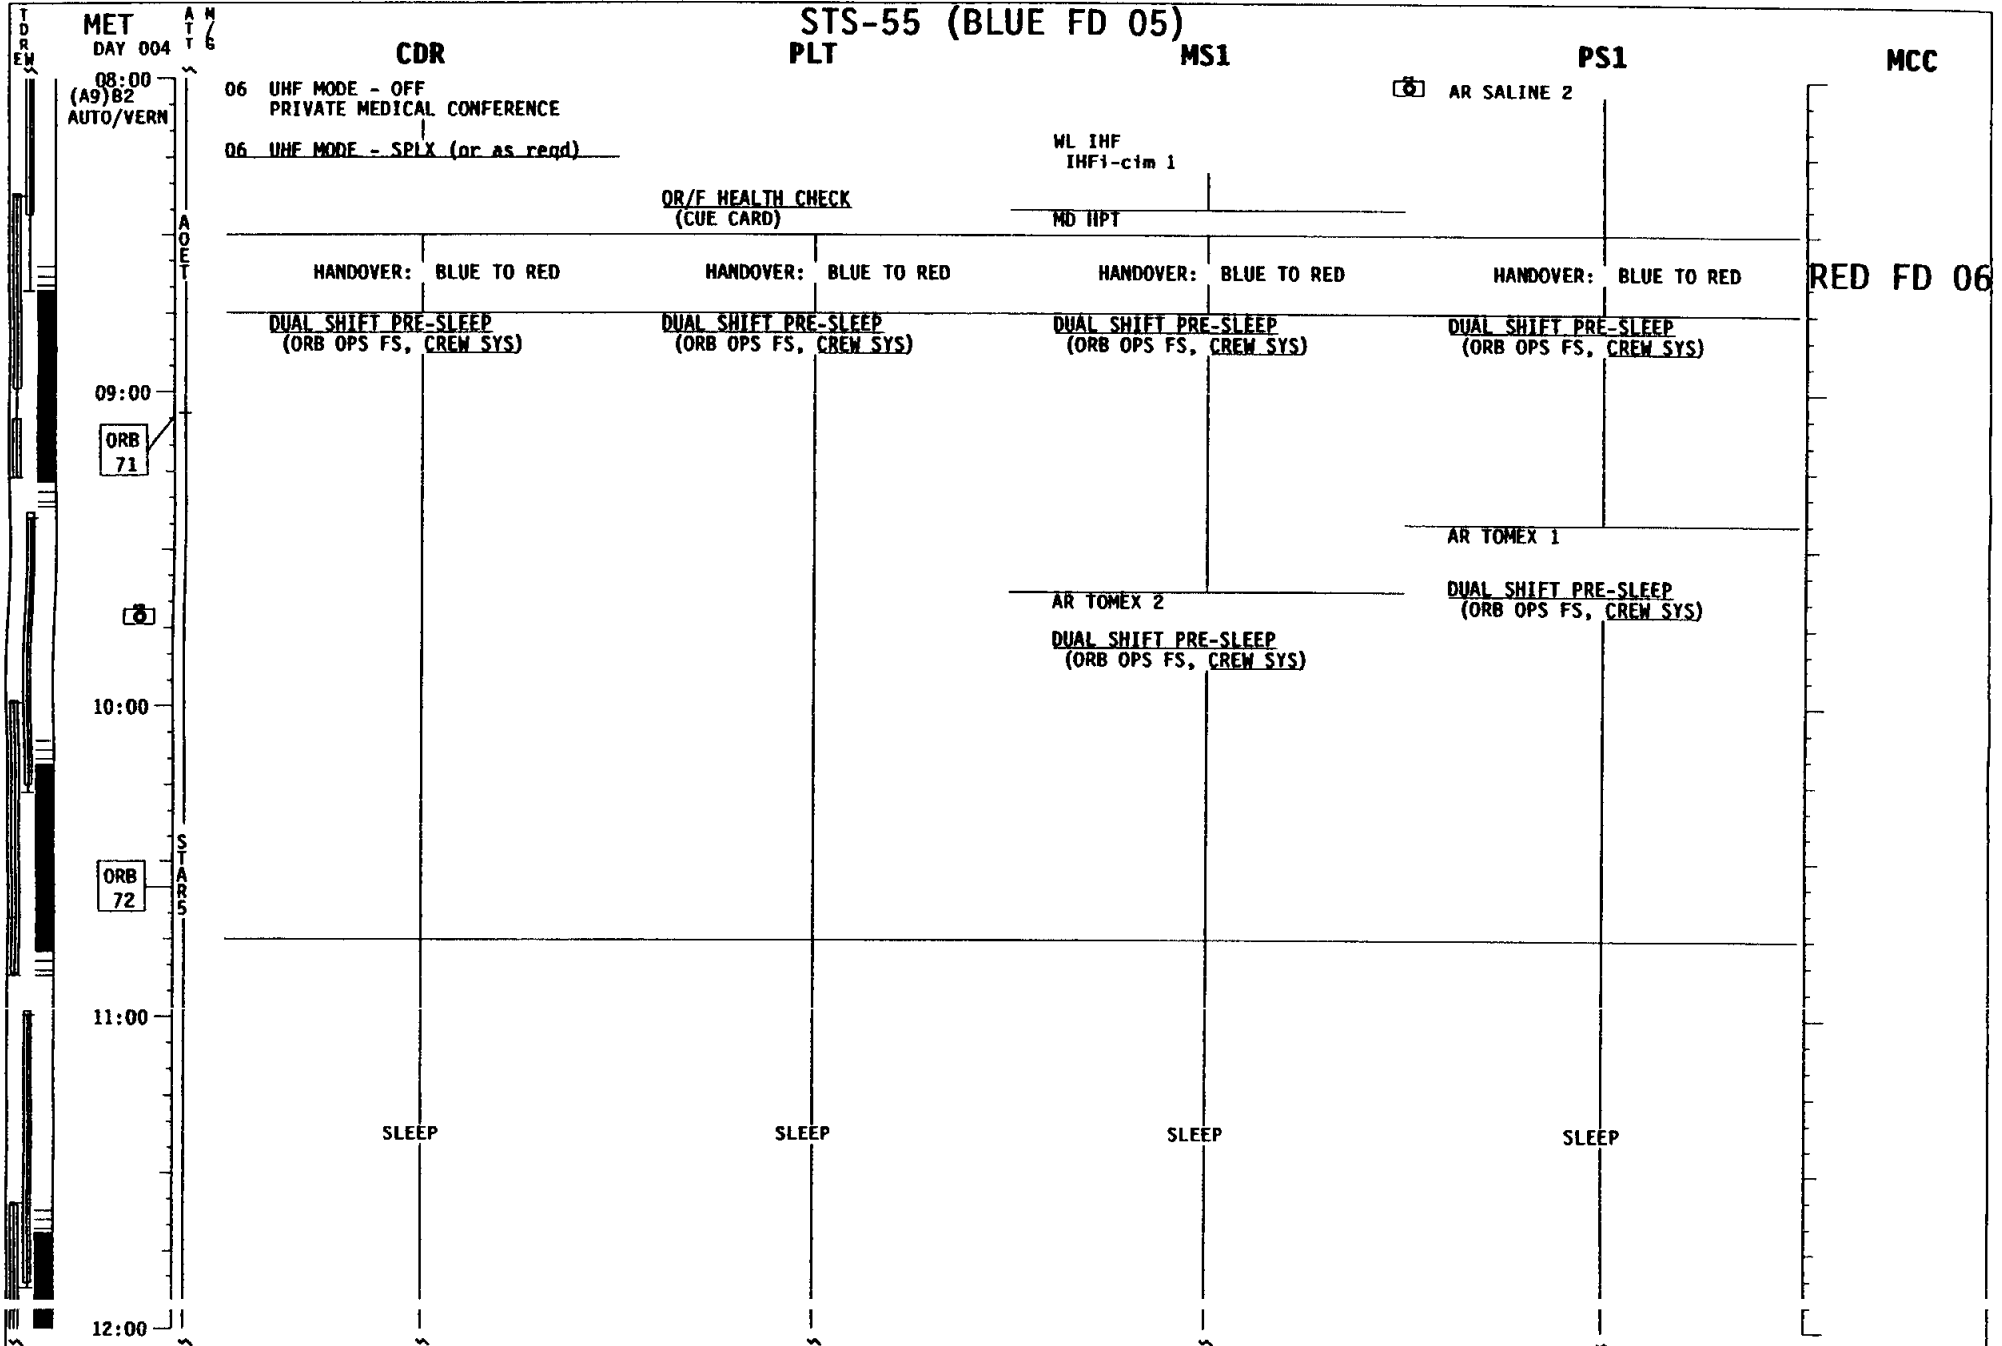 STS-55 (BLUE FD 05)
TDRE W
MET
DAY 004
ATT
M/G
CDR
PLT
MS1
PS1
MCC
08:00
(A9)B2
AUTO/VERN
06 UHF MODE - OFF
PRIVATE MEDICAL CONFERENCE
06 UHF MODE - SPLX (or as reqd)
OR/F HEALTH CHECK
(CUE CARD)
WL IHF
IHFi-cim 1
MD HPT
AR SALINE 2
AOET
HANDOVER: BLUE TO RED
HANDOVER: BLUE TO RED
HANDOVER: BLUE TO RED
HANDOVER: BLUE TO RED
RED FD 06
DUAL SHIFT PRE-SLEEP
(ORB OPS FS, CREW SYS)
DUAL SHIFT PRE-SLEEP
(ORB OPS FS, CREW SYS)
DUAL SHIFT PRE-SLEEP
(ORB OPS FS, CREW SYS)
DUAL SHIFT PRE-SLEEP
(ORB OPS FS, CREW SYS)
09:00
ORB
71
AR TOMEX 1
DUAL SHIFT PRE-SLEEP
(ORB OPS FS, CREW SYS)
AR TOMEX 2
DUAL SHIFT PRE-SLEEP
(ORB OPS FS, CREW SYS)
10:00
STARS
ORB
72
11:00
SLEEP
SLEEP
SLEEP
SLEEP
12:00